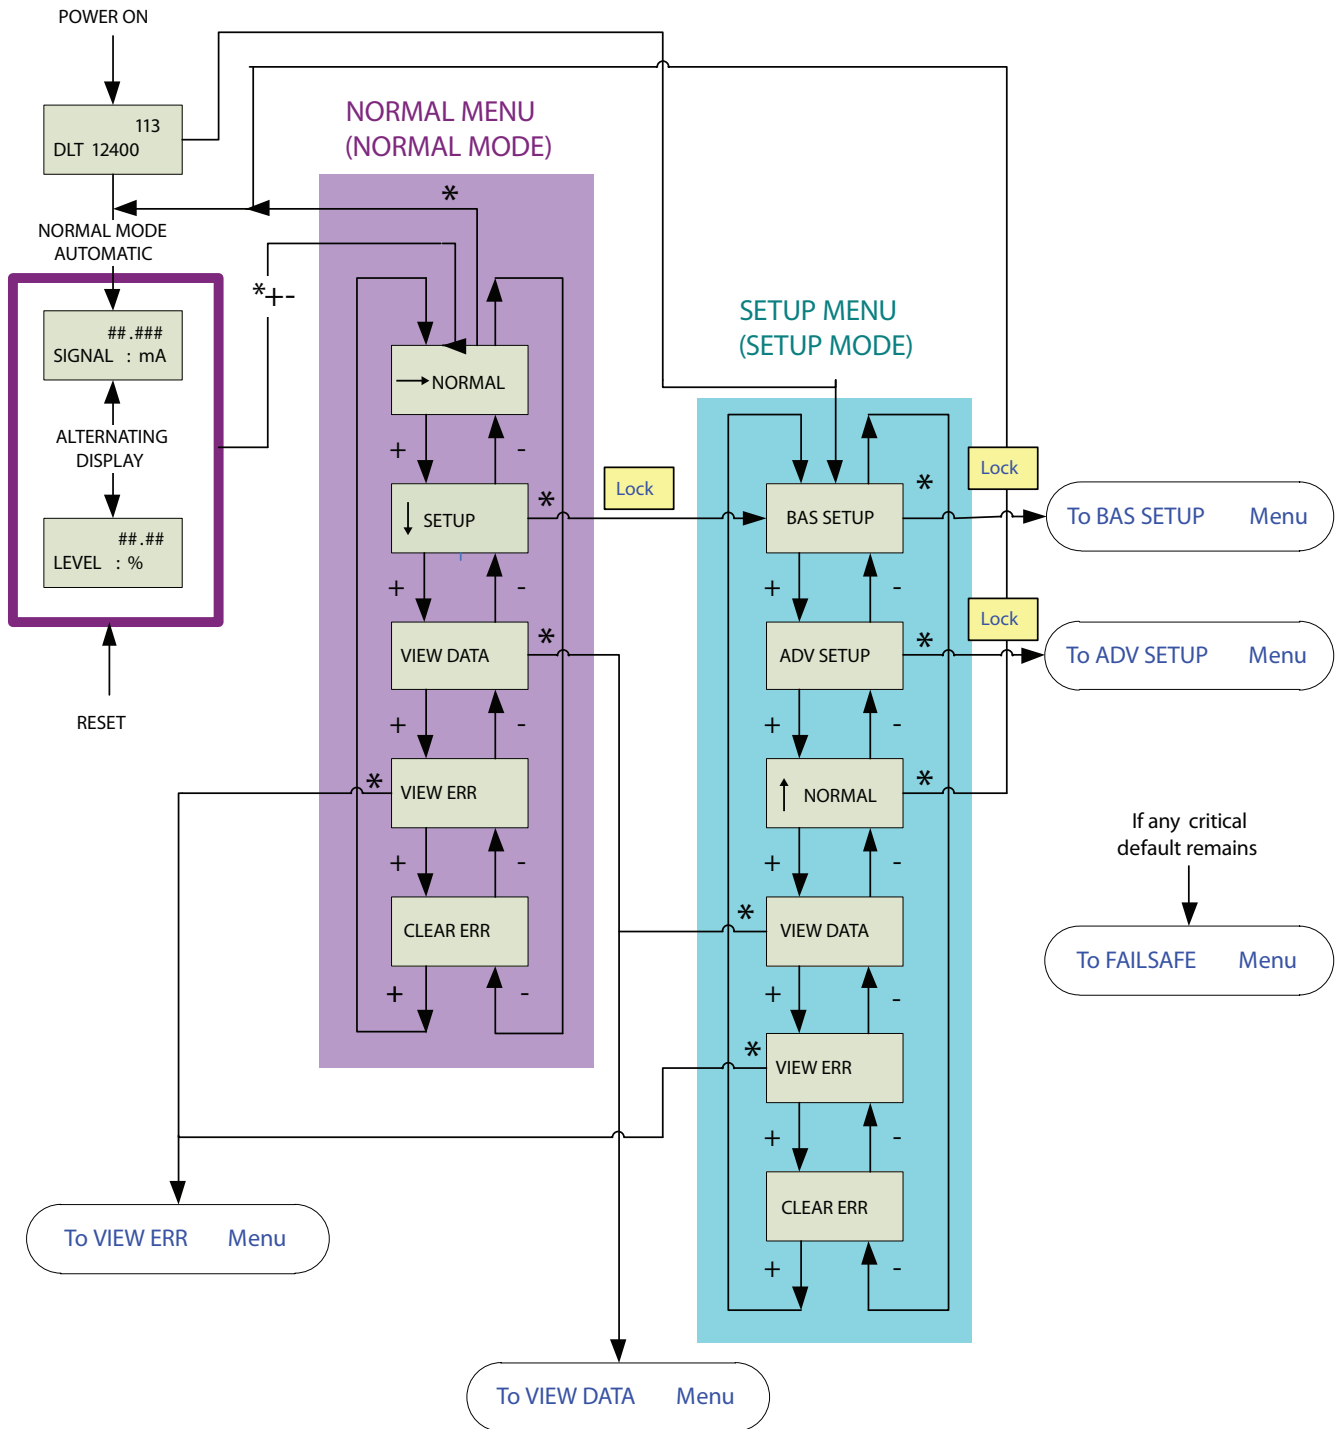 POWER ON
113
DLT 12400
NORMAL MODE
AUTOMATIC
##.###
SIGNAL : mA
ALTERNATING
DISPLAY
##.##
LEVEL : %
RESET
*+-
NORMAL MENU
(NORMAL MODE)
*
NORMAL
+ -
SETUP
*
Lock
+ -
VIEW DATA
*
+ -
*
VIEW ERR
+ -
CLEAR ERR
+ -
SETUP MENU
(SETUP MODE)
BAS SETUP
*
Lock
To BAS SETUP Menu
+ -
ADV SETUP
*
Lock
To ADV SETUP Menu
+ -
NORMAL
*
+ -
*
VIEW DATA
+ -
*
VIEW ERR
+ -
CLEAR ERR
+ -
If any critical
default remains
To FAILSAFE Menu
To VIEW ERR Menu
To VIEW DATA Menu